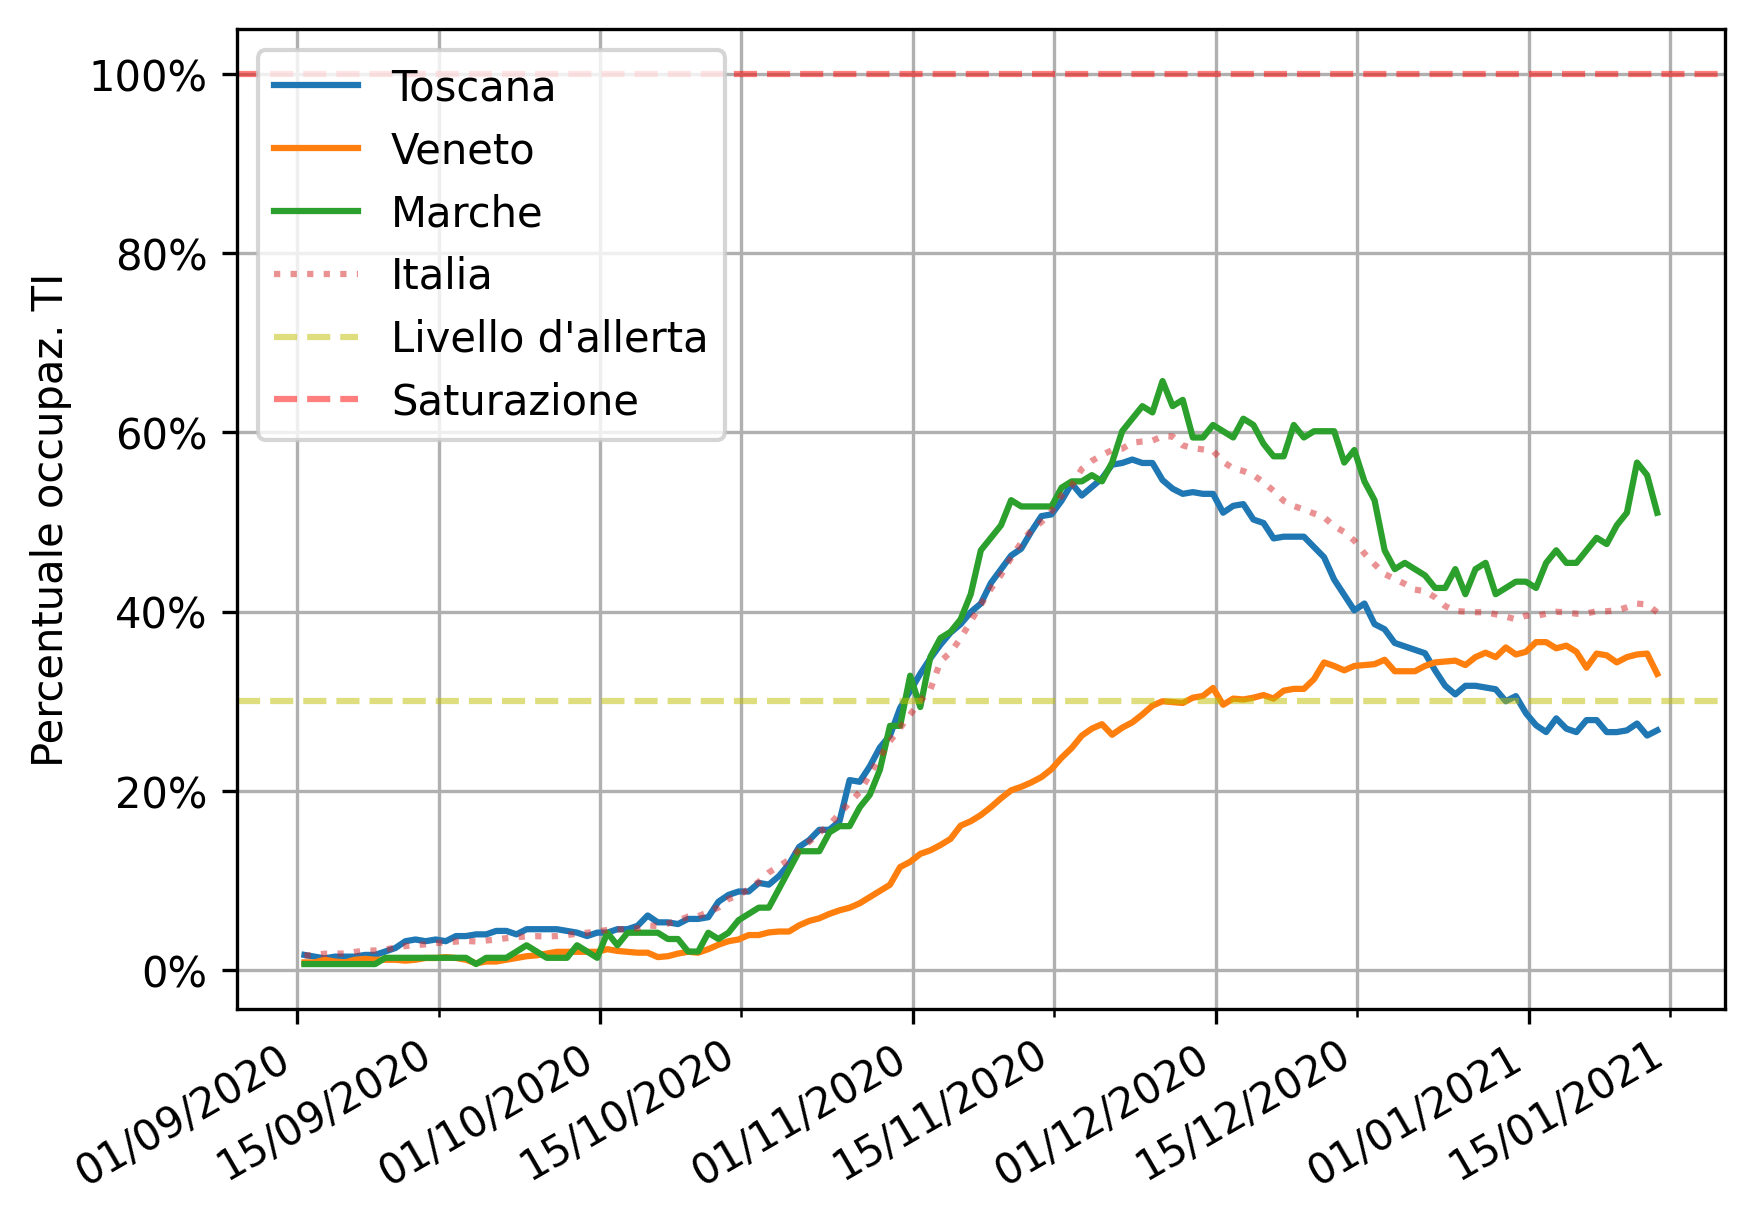 100%
80%
60%
40%
20%
0%
Percentuale occupaz. TI
Toscana
Veneto
Marche
Italia
Livello d'allerta
Saturazione
01/09/2020
15/09/2020
01/10/2020
15/10/2020
01/11/2020
15/11/2020
01/12/2020
15/12/2020
01/01/2021
15/01/2021